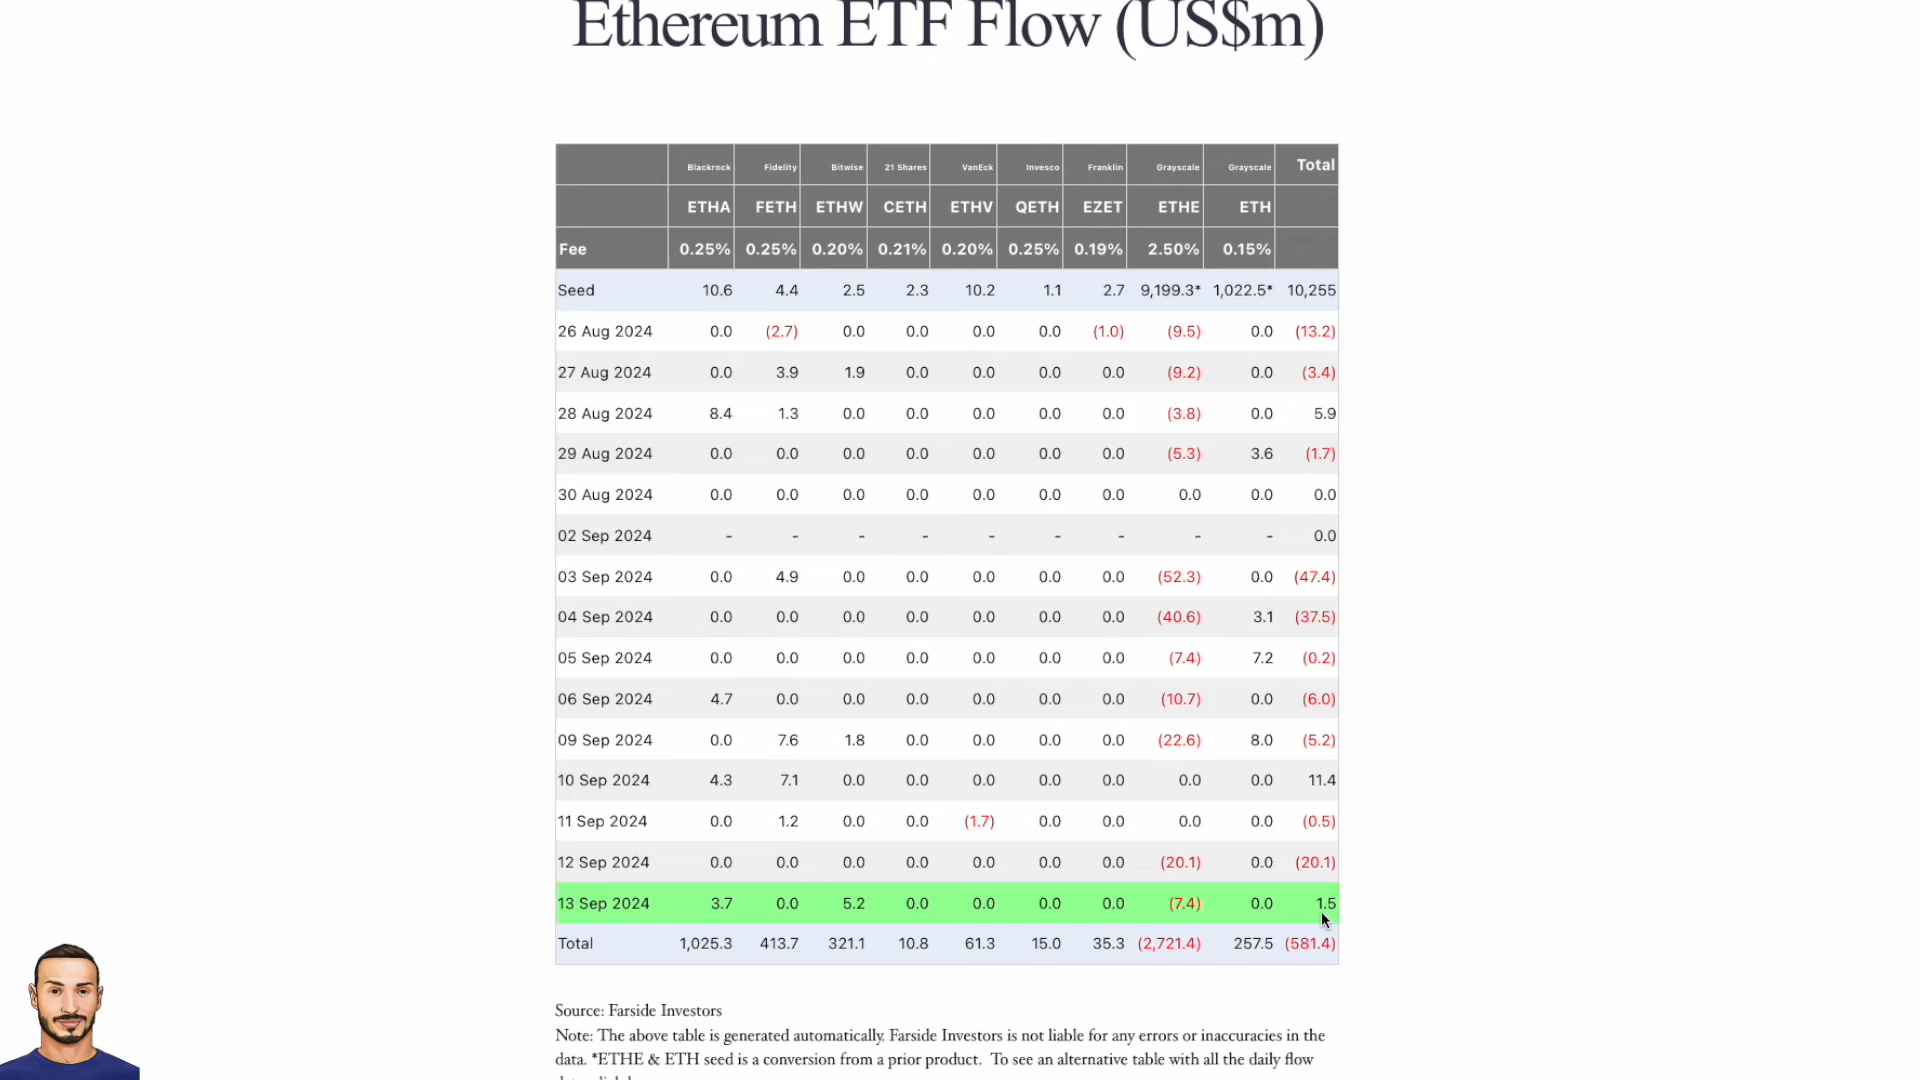 Ethereum ETF Flow (US$m)
Blackrock Fidelity Bitwise 21 Shares VanEck Invesco Franklin Grayscale Grayscale Total
ETHA FETH ETHW CETH ETHV QETH EZET ETHE ETH
Fee 0.25% 0.25% 0.20% 0.21% 0.20% 0.25% 0.19% 2.50% 0.15%
Seed 10.6 4.4 2.5 2.3 10.2 1.1 2.7 9,199.3* 1,022.5* 10,255
26 Aug 2024 0.0 (2.7) 0.0 0.0 0.0 0.0 (1.0) (9.5) 0.0 (13.2)
27 Aug 2024 0.0 3.9 1.9 0.0 0.0 0.0 0.0 (9.2) 0.0 (3.4)
28 Aug 2024 8.4 1.3 0.0 0.0 0.0 0.0 0.0 (3.8) 0.0 5.9
29 Aug 2024 0.0 0.0 0.0 0.0 0.0 0.0 0.0 (5.3) 3.6 (1.7)
30 Aug 2024 0.0 0.0 0.0 0.0 0.0 0.0 0.0 0.0 0.0 0.0
02 Sep 2024 - - - - - - - - - 0.0
03 Sep 2024 0.0 4.9 0.0 0.0 0.0 0.0 0.0 (52.3) 0.0 (47.4)
04 Sep 2024 0.0 0.0 0.0 0.0 0.0 0.0 0.0 (40.6) 3.1 (37.5)
05 Sep 2024 0.0 0.0 0.0 0.0 0.0 0.0 0.0 (7.4) 7.2 (0.2)
06 Sep 2024 4.7 0.0 0.0 0.0 0.0 0.0 0.0 (10.7) 0.0 (6.0)
09 Sep 2024 0.0 7.6 1.8 0.0 0.0 0.0 0.0 (22.6) 8.0 (5.2)
10 Sep 2024 4.3 7.1 0.0 0.0 0.0 0.0 0.0 0.0 0.0 11.4
11 Sep 2024 0.0 1.2 0.0 0.0 (1.7) 0.0 0.0 0.0 0.0 (0.5)
12 Sep 2024 0.0 0.0 0.0 0.0 0.0 0.0 0.0 (20.1) 0.0 (20.1)
13 Sep 2024 3.7 0.0 5.2 0.0 0.0 0.0 0.0 (7.4) 0.0 1.5
Total 1,025.3 413.7 321.1 10.8 61.3 15.0 35.3 (2,721.4) 257.5 (581.4)
Source: Farside Investors
Note: The above table is generated automatically. Farside Investors is not liable for any errors or inaccuracies in the
data. *ETHE & ETH seed is a conversion from a prior product. To see an alternative table with all the daily flow